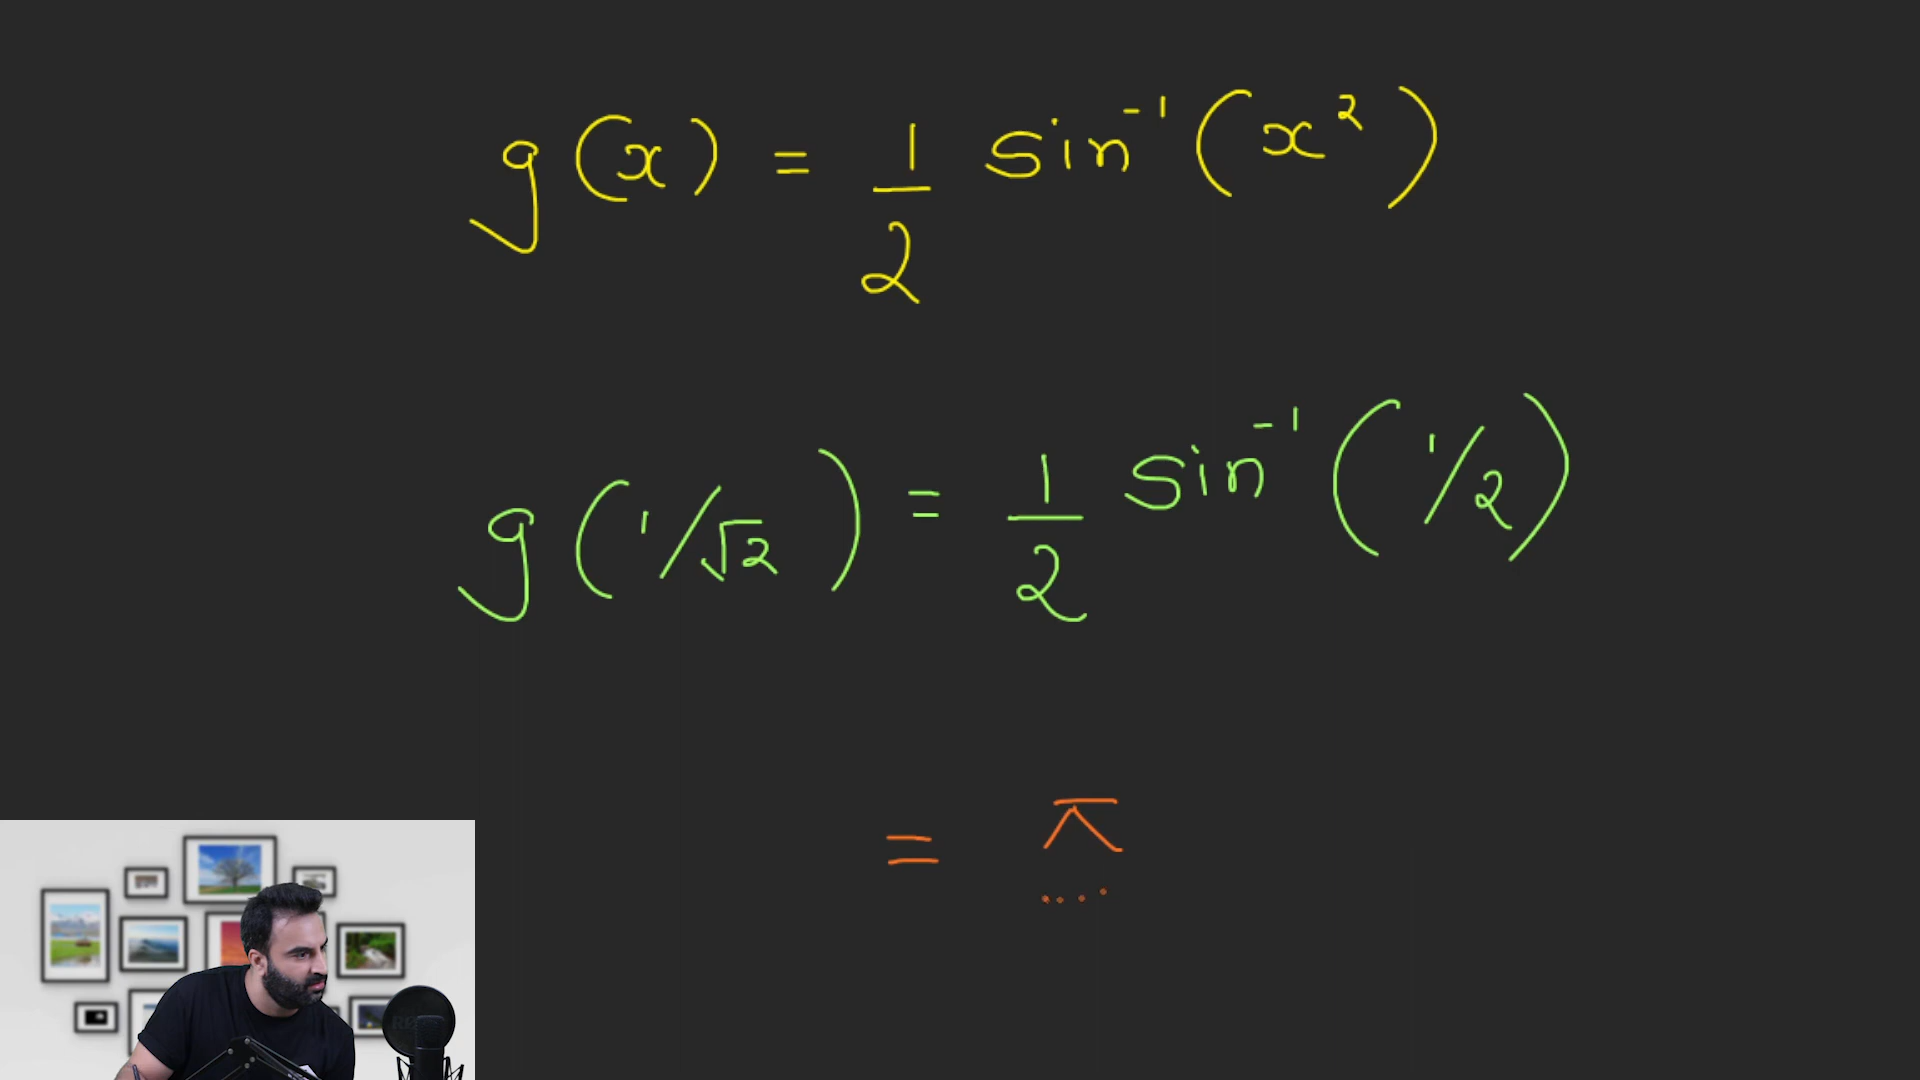 g(x) = 1/2 sin⁻¹(x²)
g(1/√2) = 1/2 sin⁻¹(1/2)
= π
....